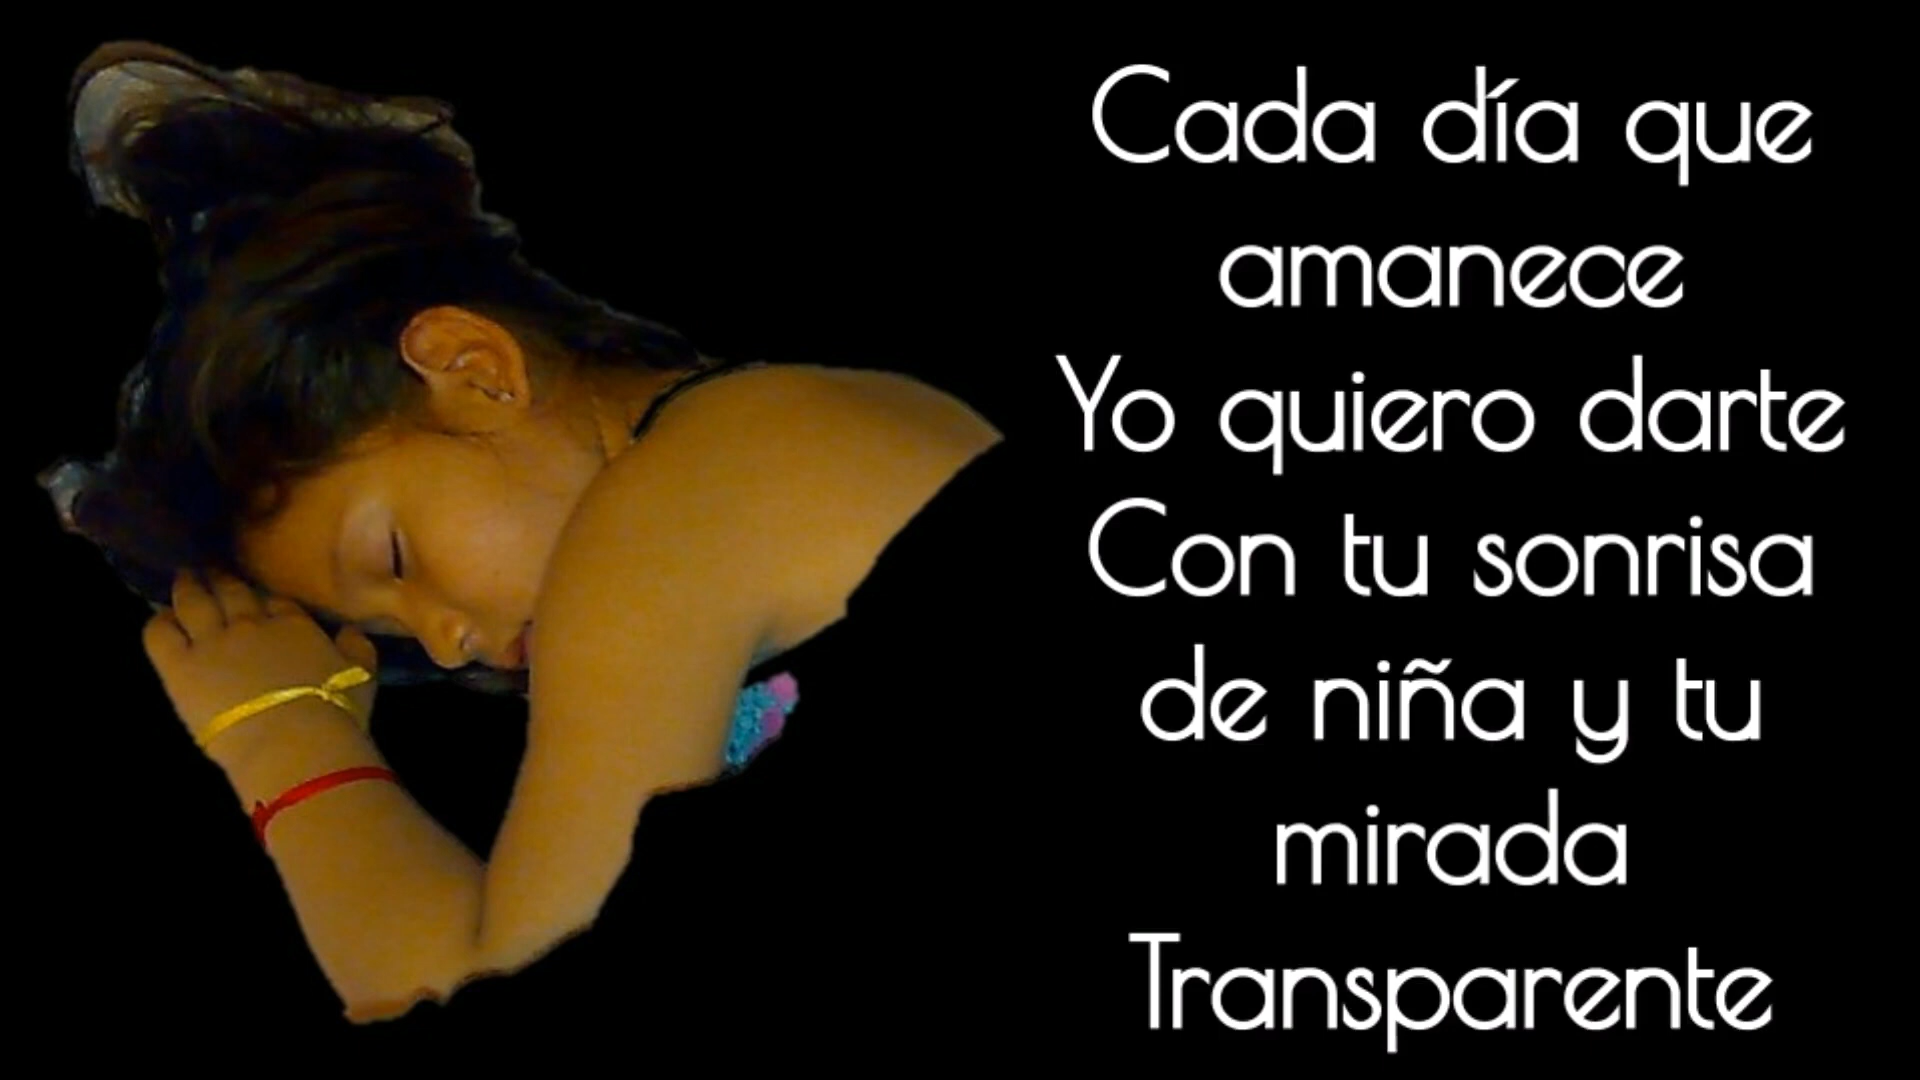 Cada día que
amanece
Yo quiero darte
Con tu sonrisa
de niña y tu
mirada
Transparente